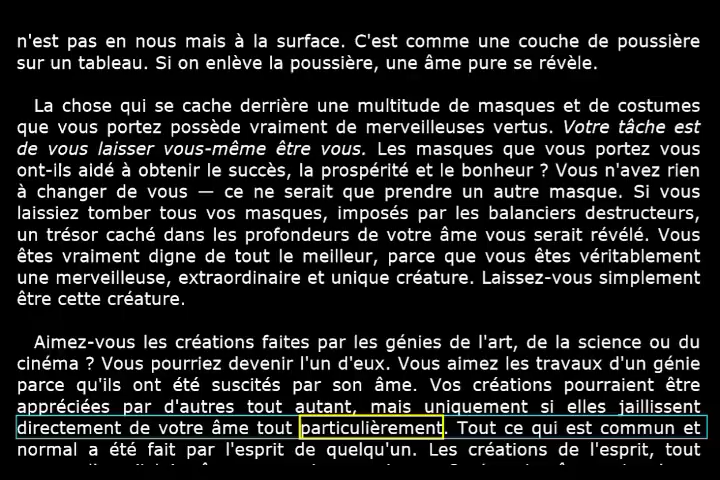 n'est pas en nous mais à la surface. C'est comme une couche de poussière
sur un tableau. Si on enlève la poussière, une âme pure se révèle.
La chose qui se cache derrière une multitude de masques et de costumes
que vous portez possède vraiment de merveilleuses vertus. Votre tâche est
de vous laisser vous-même être vous. Les masques que vous portez vous
ont-ils aidé à obtenir le succès, la prospérité et le bonheur ? Vous n'avez rien
à changer de vous — ce ne serait que prendre un autre masque. Si vous
laissiez tomber tous vos masques, imposés par les balanciers destructeurs,
un trésor caché dans les profondeurs de votre âme vous serait révélé. Vous
êtes vraiment digne de tout le meilleur, parce que vous êtes véritablement
une merveilleuse, extraordinaire et unique créature. Laissez-vous simplement
être cette créature.
Aimez-vous les créations faites par les génies de l'art, de la science ou du
cinéma ? Vous pourriez devenir l'un d'eux. Vous aimez les travaux d'un génie
parce qu'ils ont été suscités par son âme. Vos créations pourraient être
appréciées par d'autres tout autant, mais uniquement si elles jaillissent
directement de votre âme tout particulièrement. Tout ce qui est commun et
normal a été fait par l'esprit de quelqu'un. Les créations de l'esprit, tout